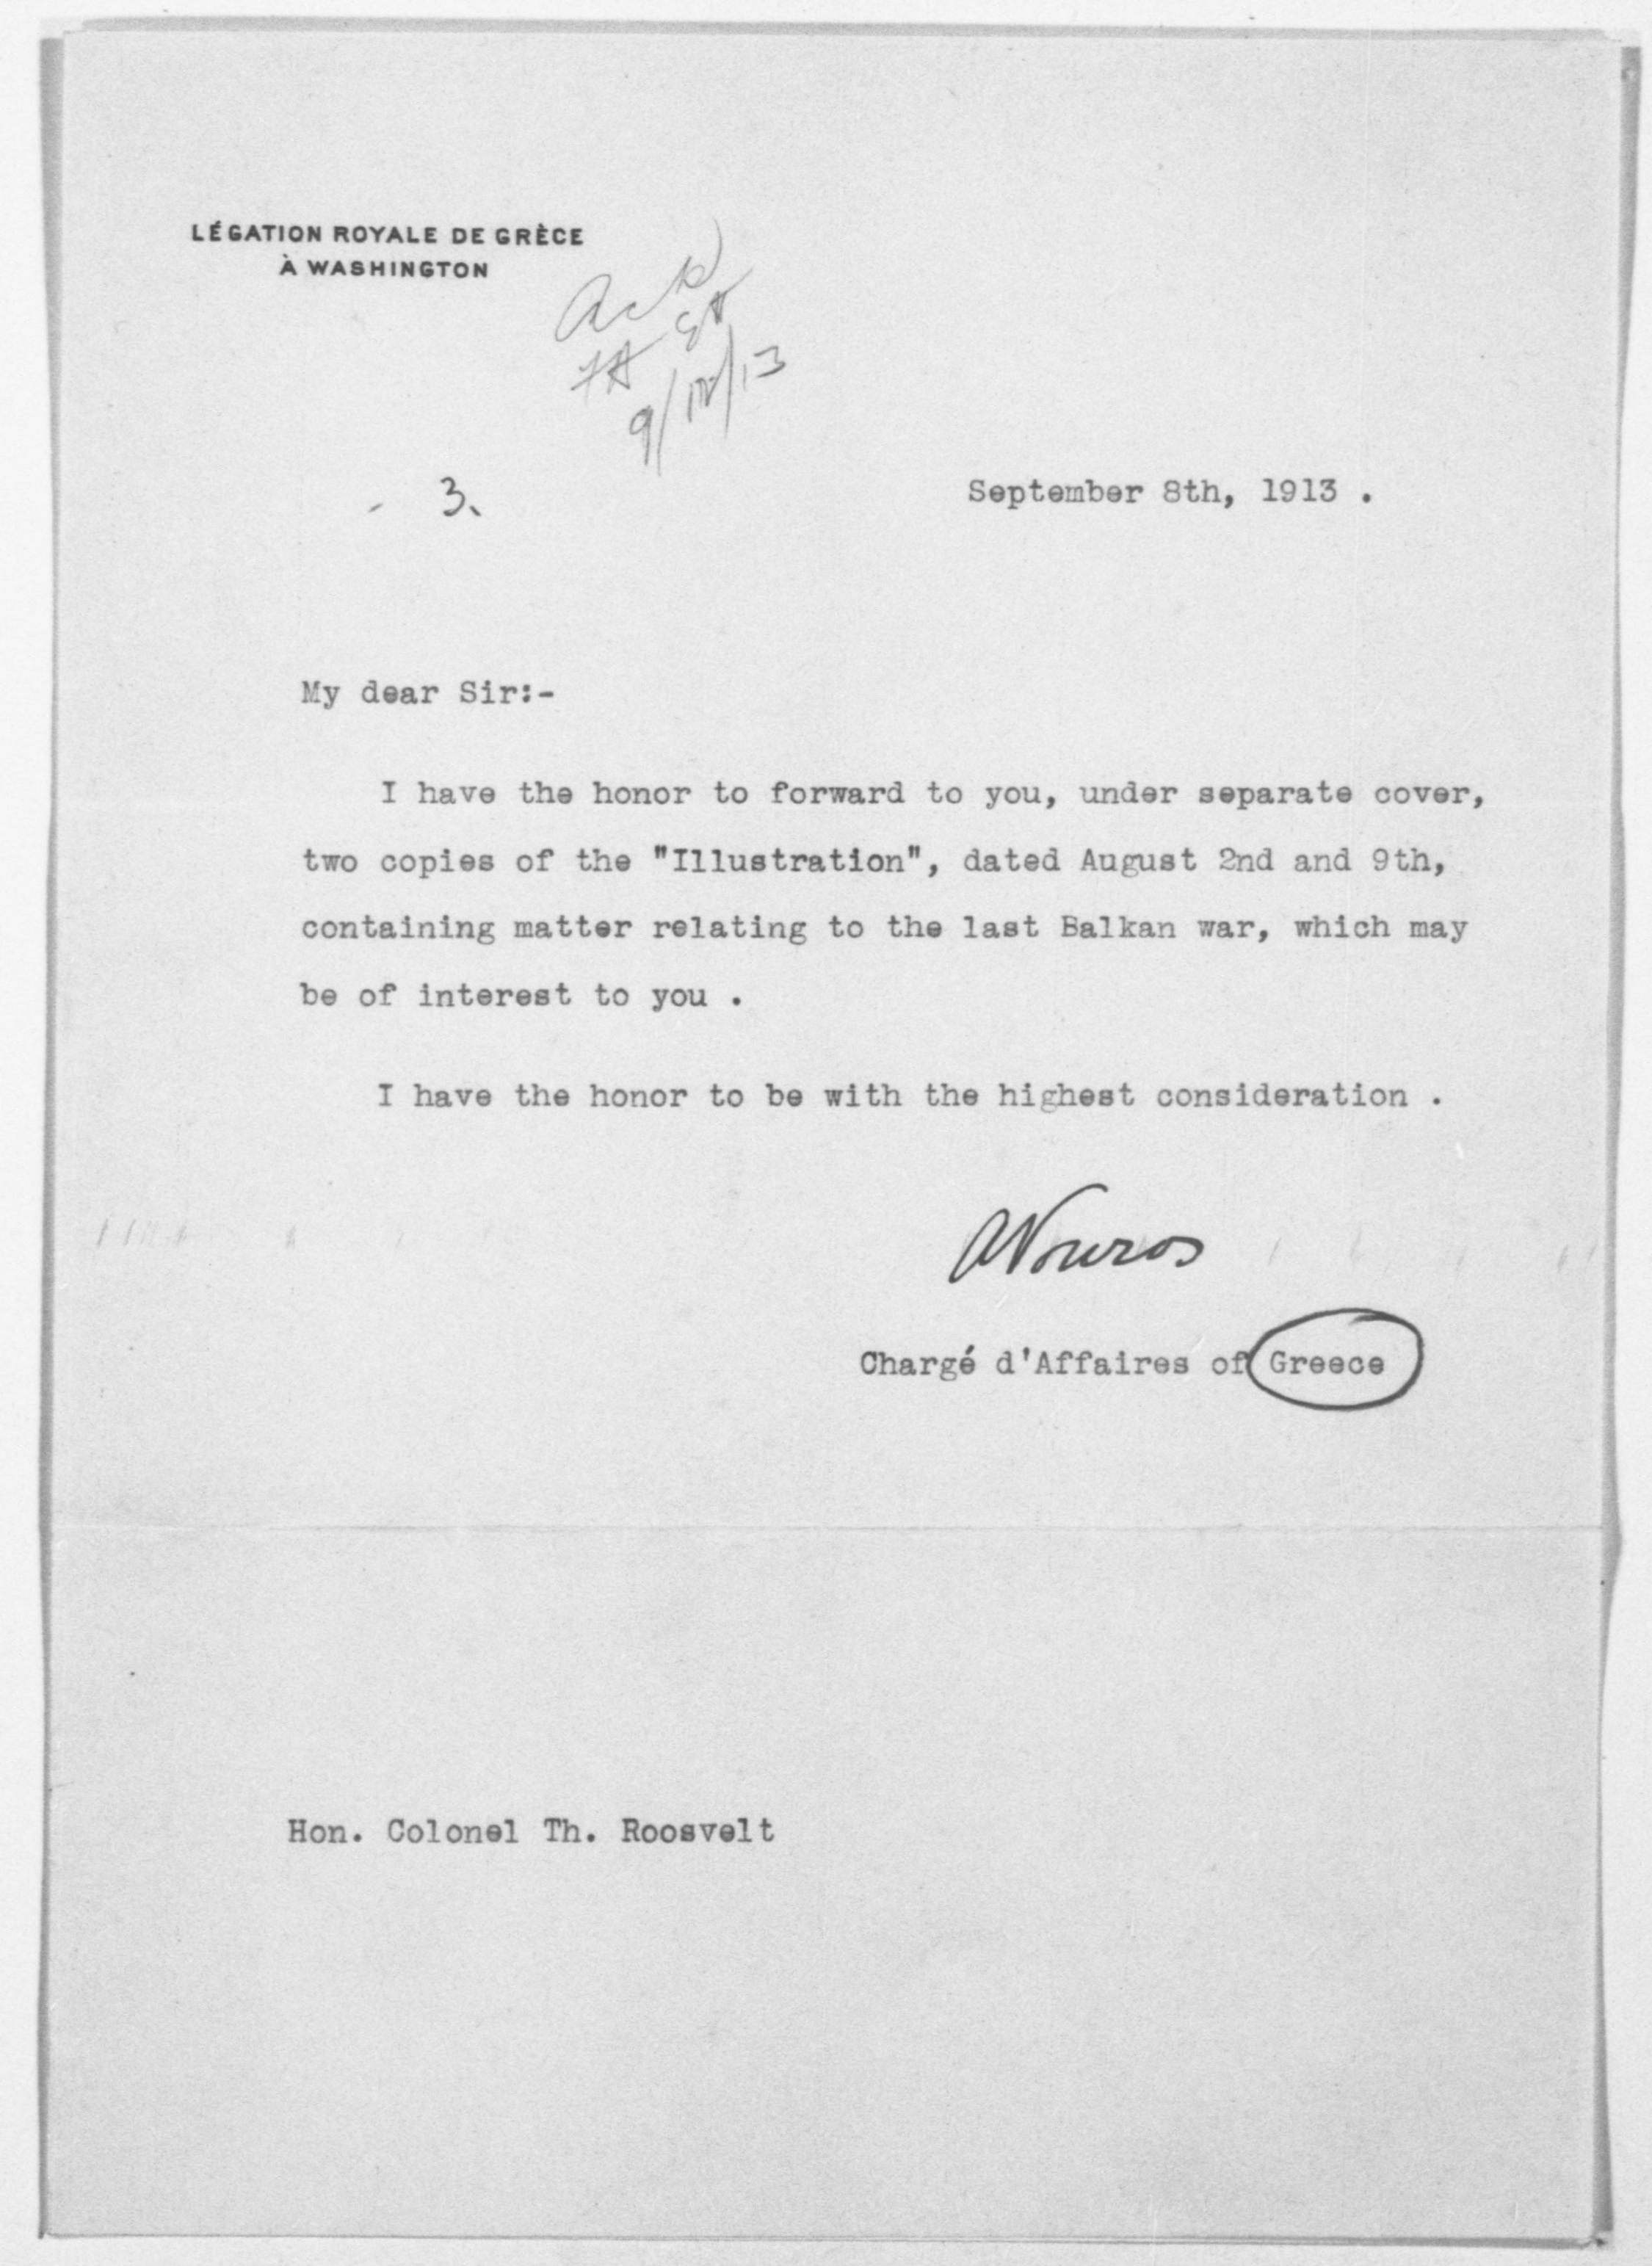 LÉGATION ROYALE DE GRÈCE
À WASHINGTON
Ack
9/12/13
3.
September 8th, 1913 .
My dear Sir:-
I have the honor to forward to you, under separate cover,
two copies of the "Illustration", dated August 2nd and 9th,
containing matter relating to the last Balkan war, which may
be of interest to you .
I have the honor to be with the highest consideration .
AVouros
Chargé d'Affaires of Greece
Hon. Colonel Th. Roosvelt